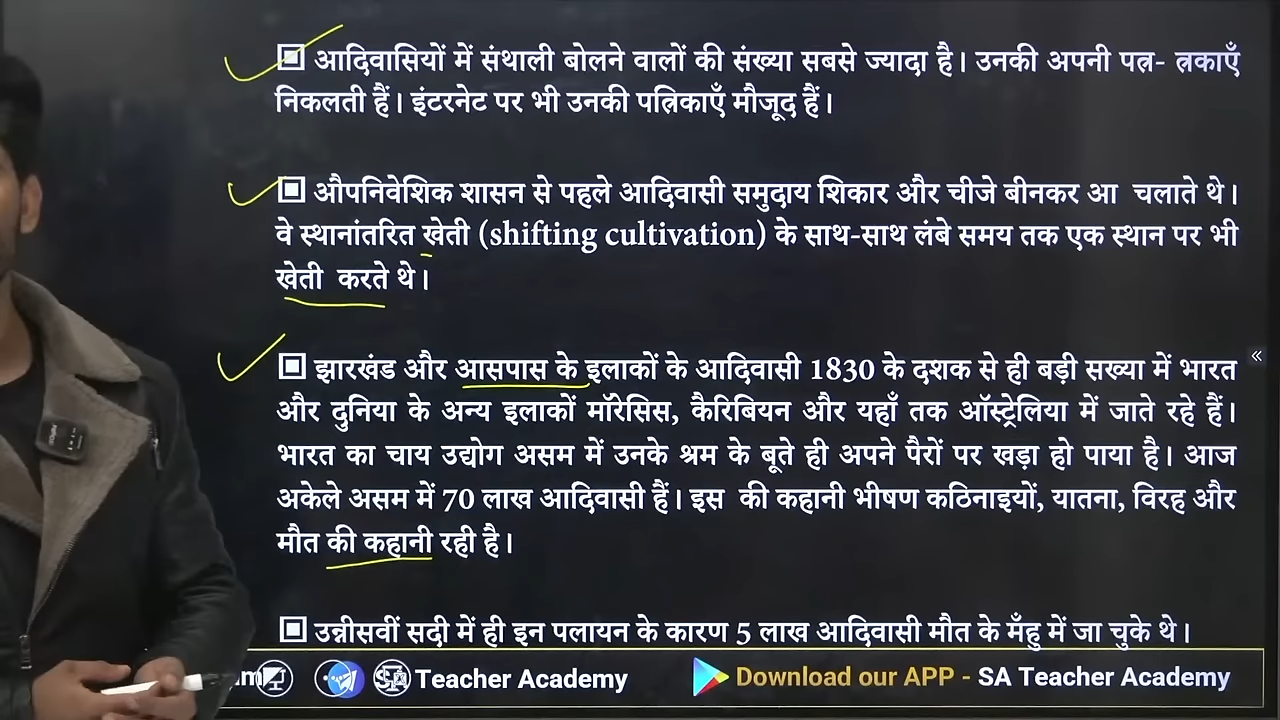 आदिवासियों में संथाली बोलने वालों की संख्या सबसे ज्यादा है। उनकी अपनी पत्र- त्रकाएँ
निकलती हैं। इंटरनेट पर भी उनकी पत्रिकाएँ मौजूद हैं।
औपनिवेशिक शासन से पहले आदिवासी समुदाय शिकार और चीजे बीनकर आ चलाते थे।
वे स्थानांतरित खेती (shifting cultivation) के साथ-साथ लंबे समय तक एक स्थान पर भी
खेती करते थे।
झारखंड और आसपास के इलाकों के आदिवासी 1830 के दशक से ही बड़ी सख्या में भारत
और दुनिया के अन्य इलाकों मॉरेसिस, कैरिबियन और यहाँ तक ऑस्ट्रेलिया में जाते रहे हैं।
भारत का चाय उद्योग असम में उनके श्रम के बूते ही अपने पैरों पर खड़ा हो पाया है। आज
अकेले असम में 70 लाख आदिवासी हैं। इस की कहानी भीषण कठिनाइयों, यातना, विरह और
मौत की कहानी रही है।
उन्नीसवीं सदी में ही इन पलायन के कारण 5 लाख आदिवासी मौत के मँहु में जा चुके थे।
Teacher Academy Download our APP - SA Teacher Academy